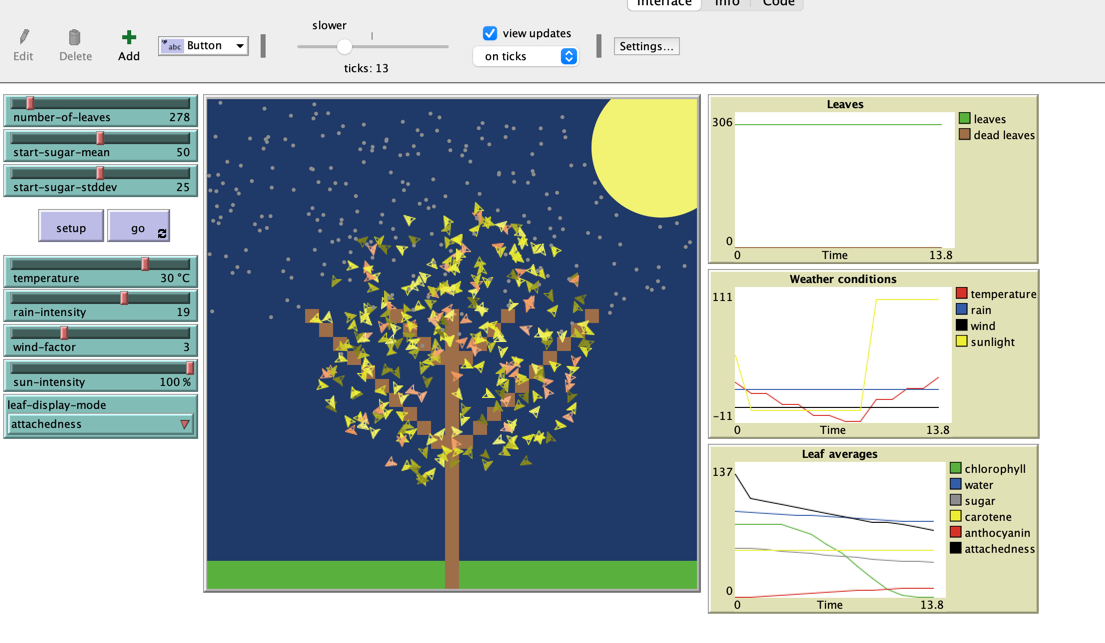 Interface Info Code
slower
Edit Delete Add abc Button
view updates
on ticks
Settings...
ticks: 13
number-of-leaves 278
start-sugar-mean 50
start-sugar-stddev 25
setup go
temperature 30 °C
rain-intensity 19
wind-factor 3
sun-intensity 100 %
leaf-display-mode
attachedness
Leaves
306
0
0 Time 13.8
leaves
dead leaves
Weather conditions
111
-11
0 Time 13.8
temperature
rain
wind
sunlight
Leaf averages
137
0
0 Time 13.8
chlorophyll
water
sugar
carotene
anthocyanin
attachedness